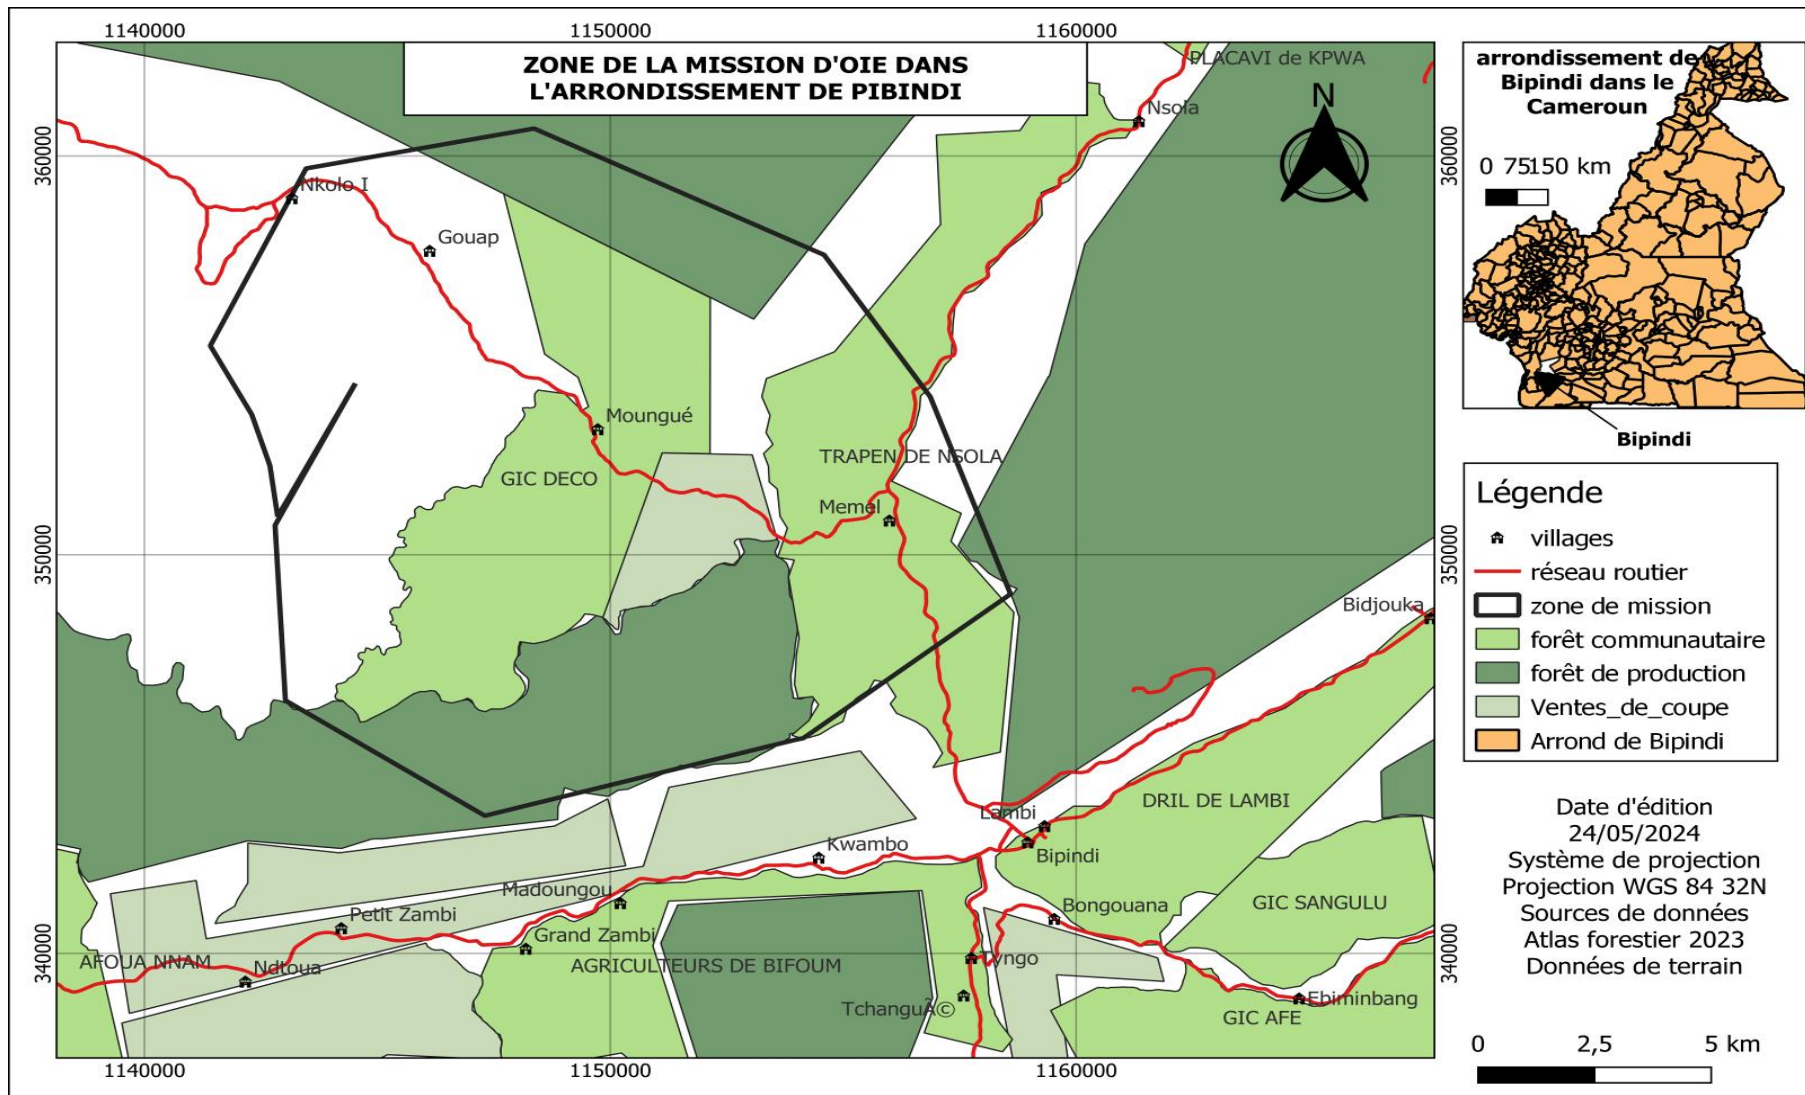 1140000
1150000
1160000
ZONE DE LA MISSION D'OIE DANS
L'ARRONDISSEMENT DE PIBINDI
PLACAVI de KPWA
Nsola
N
360000
360000
Nkolo I
Gouap
Moungué
GIC DECO
TRAPEN DE NSOLA
Memel
350000
350000
Bidjouka
Lambi
DRIL DE LAMBI
Kwambo
Bipindi
Madoungou
Petit Zambi
Bongouana
GIC SANGULU
Grand Zambi
AFOUA NNAM
Ndtoua
AGRICULTEURS DE BIFOUM
Tyngo
340000
340000
TchanguÃ©
Ebiminbang
GIC AFE
1140000
1150000
1160000
arrondissement de
Bipindi dans le
Cameroun
0 75150 km
Bipindi
Légende
villages
réseau routier
zone de mission
forêt communautaire
forêt de production
Ventes_de_coupe
Arrond de Bipindi
Date d'édition
24/05/2024
Système de projection
Projection WGS 84 32N
Sources de données
Atlas forestier 2023
Données de terrain
0 2,5 5 km